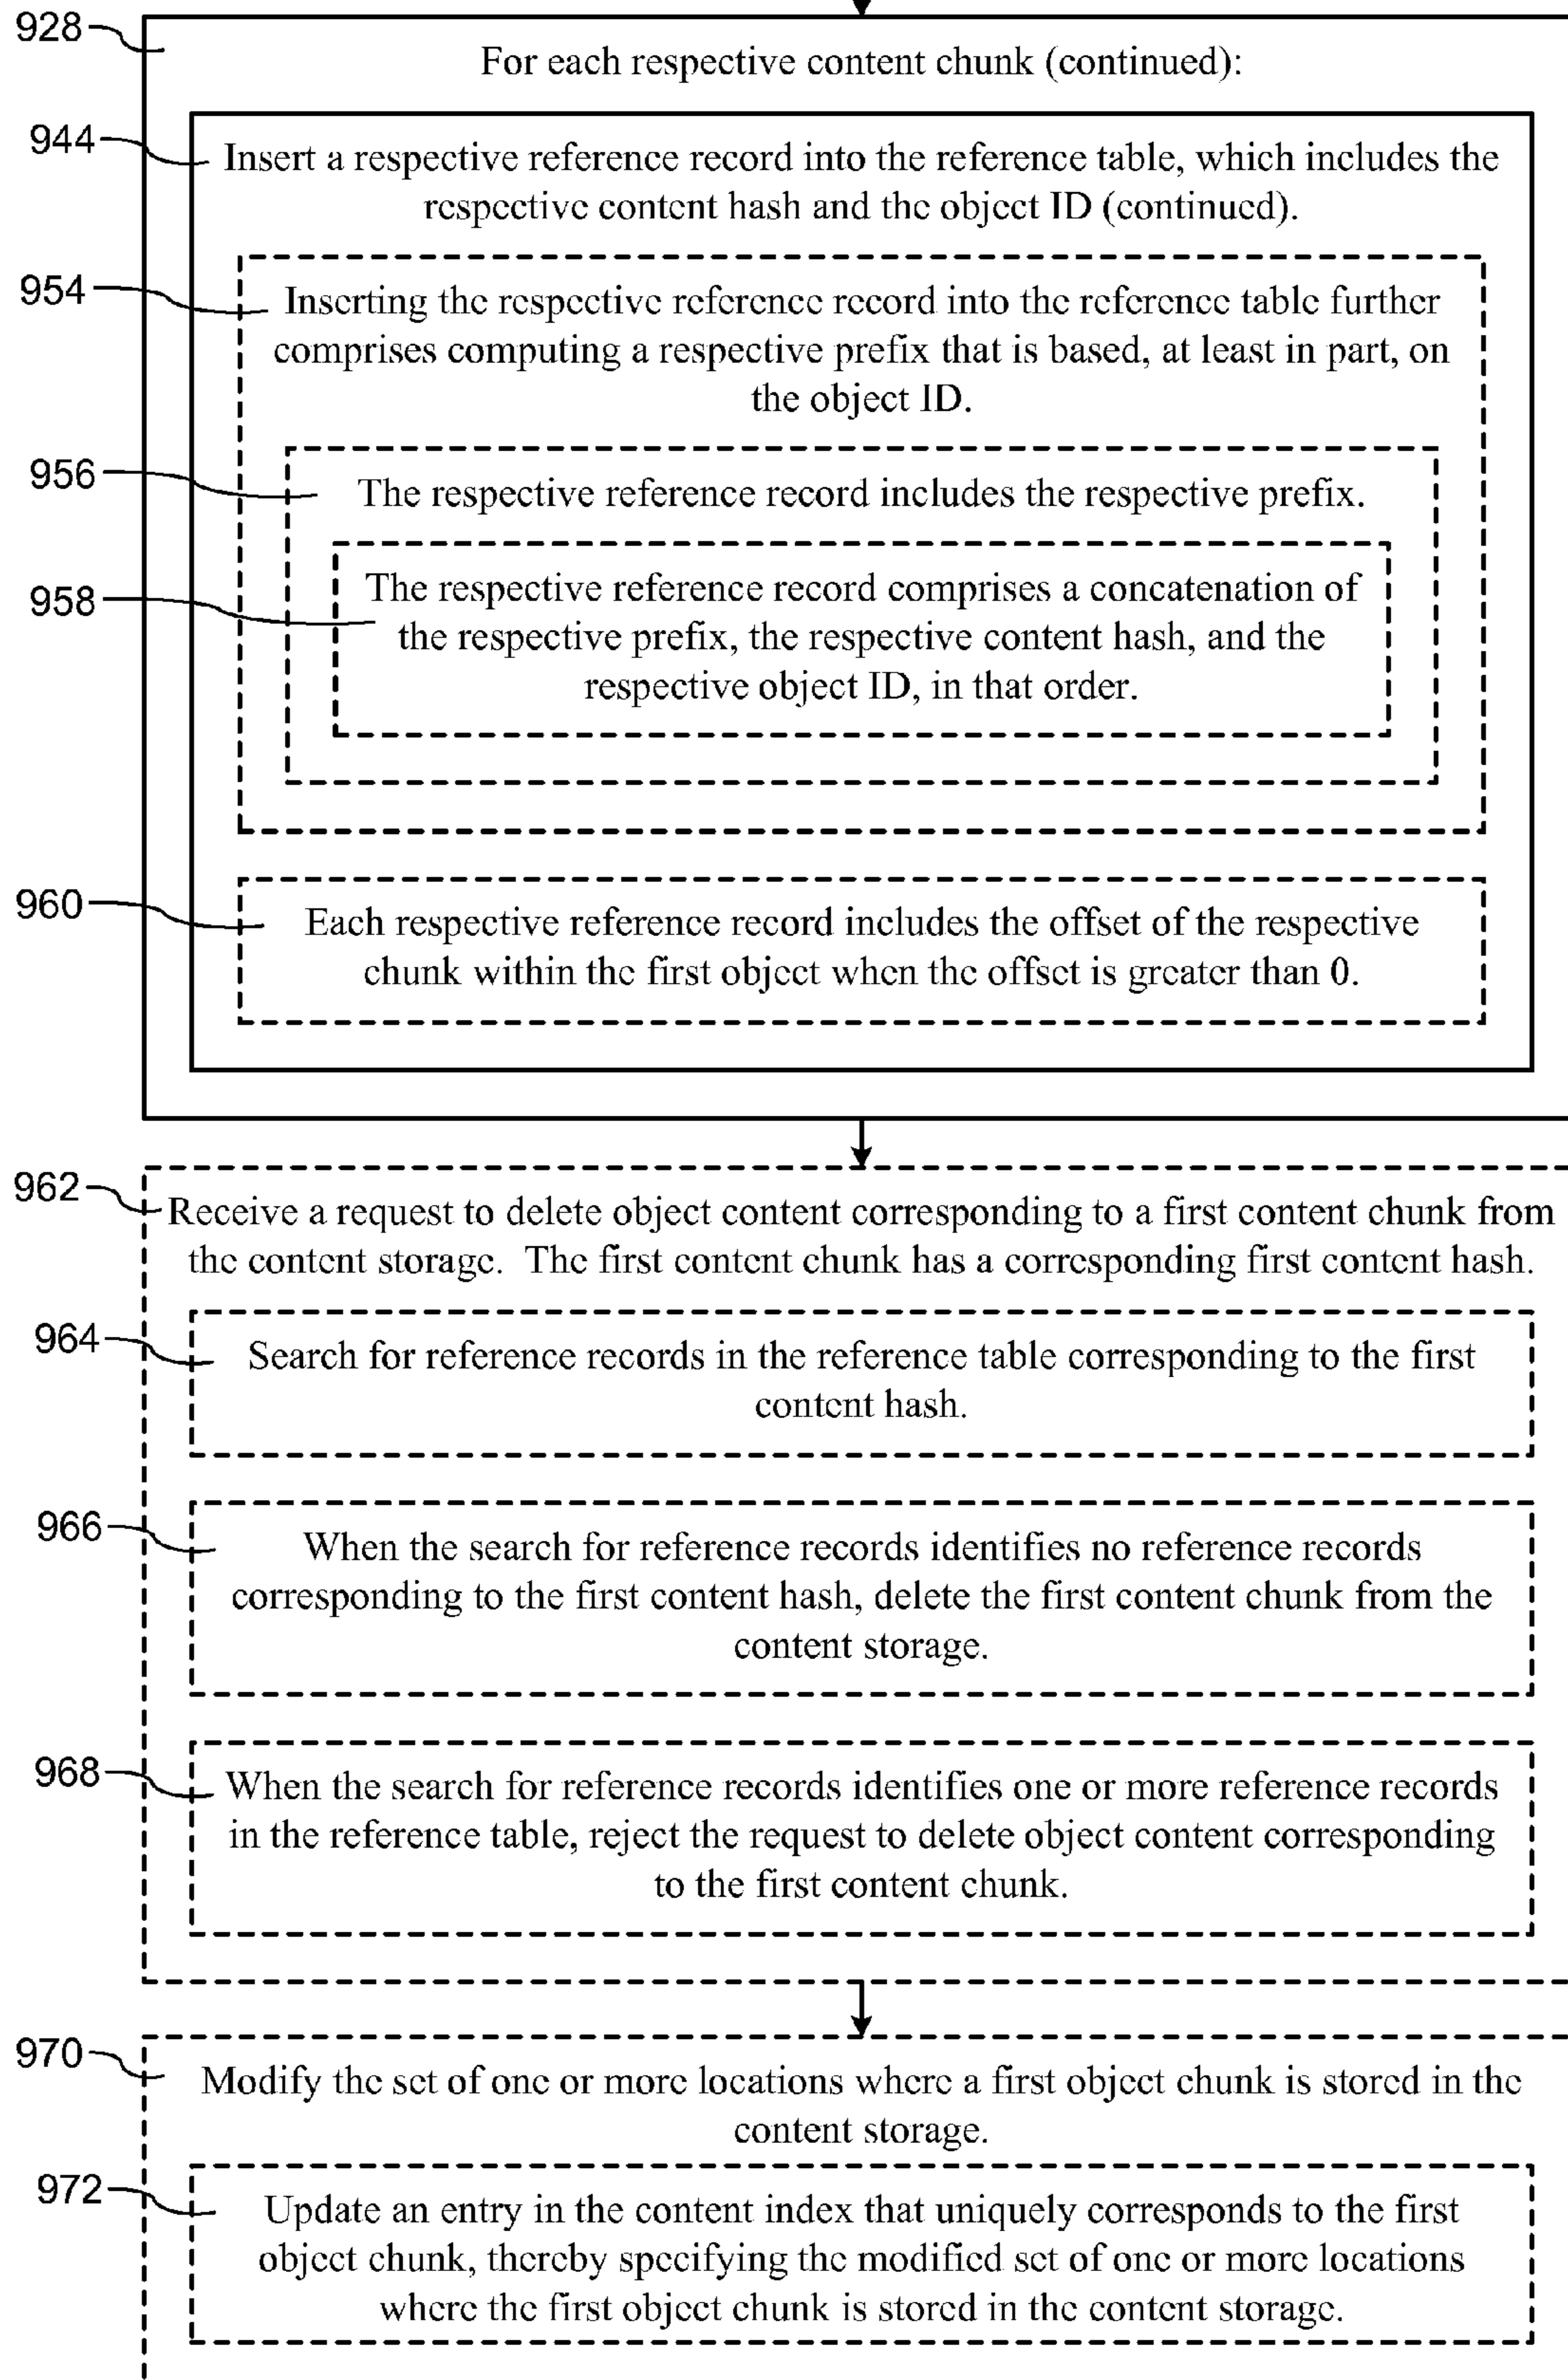 928
For each respective content chunk (continued):
944
Insert a respective reference record into the reference table, which includes the
respective content hash and the object ID (continued).
954
Inserting the respective reference record into the reference table further
comprises computing a respective prefix that is based, at least in part, on
the object ID.
956
The respective reference record includes the respective prefix.
958
The respective reference record comprises a concatenation of
the respective prefix, the respective content hash, and the
respective object ID, in that order.
960
Each respective reference record includes the offset of the respective
chunk within the first object when the offset is greater than 0.
962
Receive a request to delete object content corresponding to a first content chunk from
the content storage. The first content chunk has a corresponding first content hash.
964
Search for reference records in the reference table corresponding to the first
content hash.
966
When the search for reference records identifies no reference records
corresponding to the first content hash, delete the first content chunk from the
content storage.
968
When the search for reference records identifies one or more reference records
in the reference table, reject the request to delete object content corresponding
to the first content chunk.
970
Modify the set of one or more locations where a first object chunk is stored in the
content storage.
972
Update an entry in the content index that uniquely corresponds to the first
object chunk, thereby specifying the modified set of one or more locations
where the first object chunk is stored in the content storage.